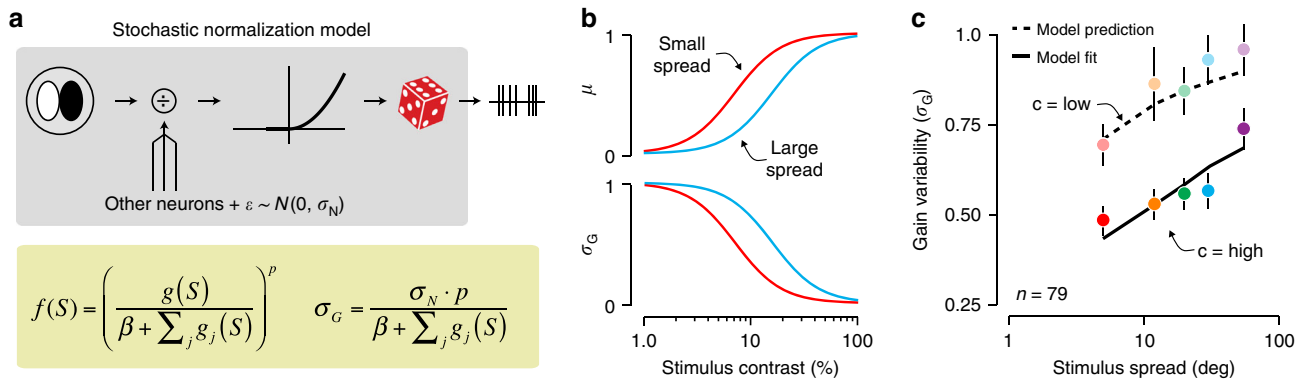 a
Stochastic normalization model
÷
Other neurons + ε ~ N(0, σN)
f(S) = ( g(S) / β + ∑j gj(S) )^p
σG = σN · p / β + ∑j gj(S)
b
1
μ
0
Small
spread
Large
spread
1
σG
0
1.0
10
100
Stimulus contrast (%)
c
Model prediction
Model fit
1.0
0.75
0.50
0.25
Gain variability (σG)
c = low
c = high
n = 79
1
10
100
Stimulus spread (deg)